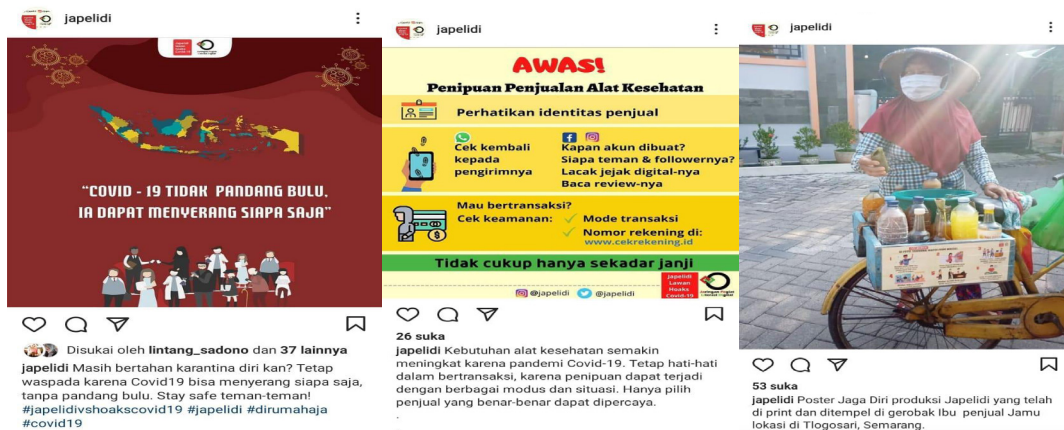 japelidi
"COVID - 19 TIDAK PANDANG BULU,
IA DAPAT MENYERANG SIAPA SAJA"
Disukai oleh lintang_sadono dan 37 lainnya
japelidi Masih bertahan karantina diri kan? Tetap
waspada karena Covid19 bisa menyerang siapa saja,
tanpa pandang bulu. Stay safe teman-teman!
#japelidivshoakscovid19 #japelidi #dirumahaja
#covid19
japelidi
AWAS!
Penipuan Penjualan Alat Kesehatan
Perhatikan identitas penjual
Cek kembali
kepada
pengirimnya
Kapan akun dibuat?
Siapa teman & followernya?
Lacak jejak digital-nya
Baca review-nya
Mau bertransaksi?
Cek keamanan:
Mode transaksi
Nomor rekening di:
www.cekrekening.id
Tidak cukup hanya sekadar janji
@japelidi @japelidi
Japelidi
Lawan
Hoaks
Covid-19
26 suka
japelidi Kebutuhan alat kesehatan semakin
meningkat karena pandemi Covid-19. Tetap hati-hati
dalam bertransaksi, karena penipuan dapat terjadi
dengan berbagai modus dan situasi. Hanya pilih
penjual yang benar-benar dapat dipercaya.
.
japelidi
53 suka
japelidi Poster Jaga Diri produksi Japelidi yang telah
di print dan ditempel di gerobak Ibu penjual Jamu
lokasi di Tlogosari, Semarang.